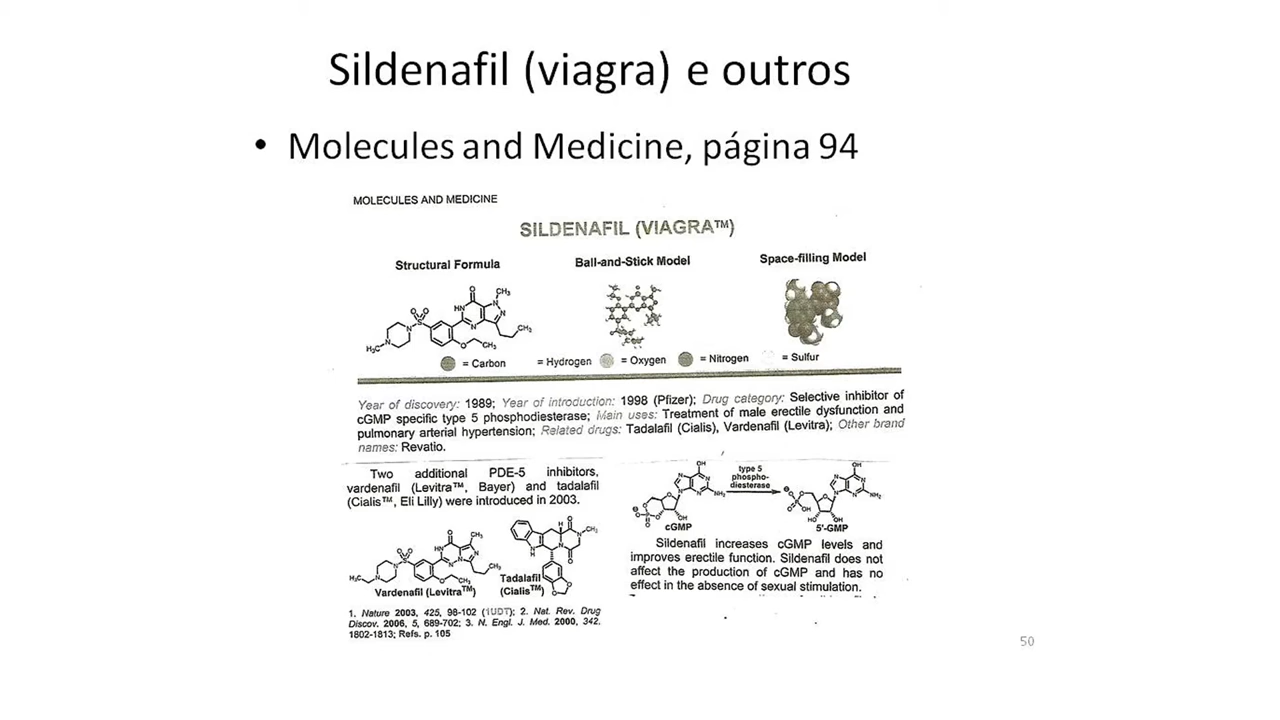 Sildenafil (viagra) e outros
• Molecules and Medicine, página 94
MOLECULES AND MEDICINE
SILDENAFIL (VIAGRA™)
Structural Formula
Ball-and-Stick Model
Space-filling Model
O
CH₃
HN
N
N
N
O
O
S
N
N
H₃C
O
CH₃
CH₃
= Carbon
= Hydrogen
= Oxygen
= Nitrogen
= Sulfur
Year of discovery: 1989; Year of introduction: 1998 (Pfizer); Drug category: Selective inhibitor of
cGMP specific type 5 phosphodiesterase; Main uses: Treatment of male erectile dysfunction and
pulmonary arterial hypertension; Related drugs: Tadalafil (Cialis), Vardenafil (Levitra); Other brand
names: Revatio.
Two additional PDE-5 inhibitors,
vardenafil (Levitra™, Bayer) and tadalafil
(Cialis™, Eli Lilly) were introduced in 2003.
Vardenafil (Levitra™)
Tadalafil
(Cialis™)
1. Nature 2003, 425, 98-102 (1UDT); 2. Nat. Rev. Drug
Discov. 2006, 5, 689-702; 3. N. Engl. J. Med. 2000, 342.
1802-1813; Refs. p. 105
type 5
phospho-
diesterase
cGMP
5'-GMP
Sildenafil increases cGMP levels and
improves erectile function. Sildenafil does not
affect the production of cGMP and has no
effect in the absence of sexual stimulation.
50